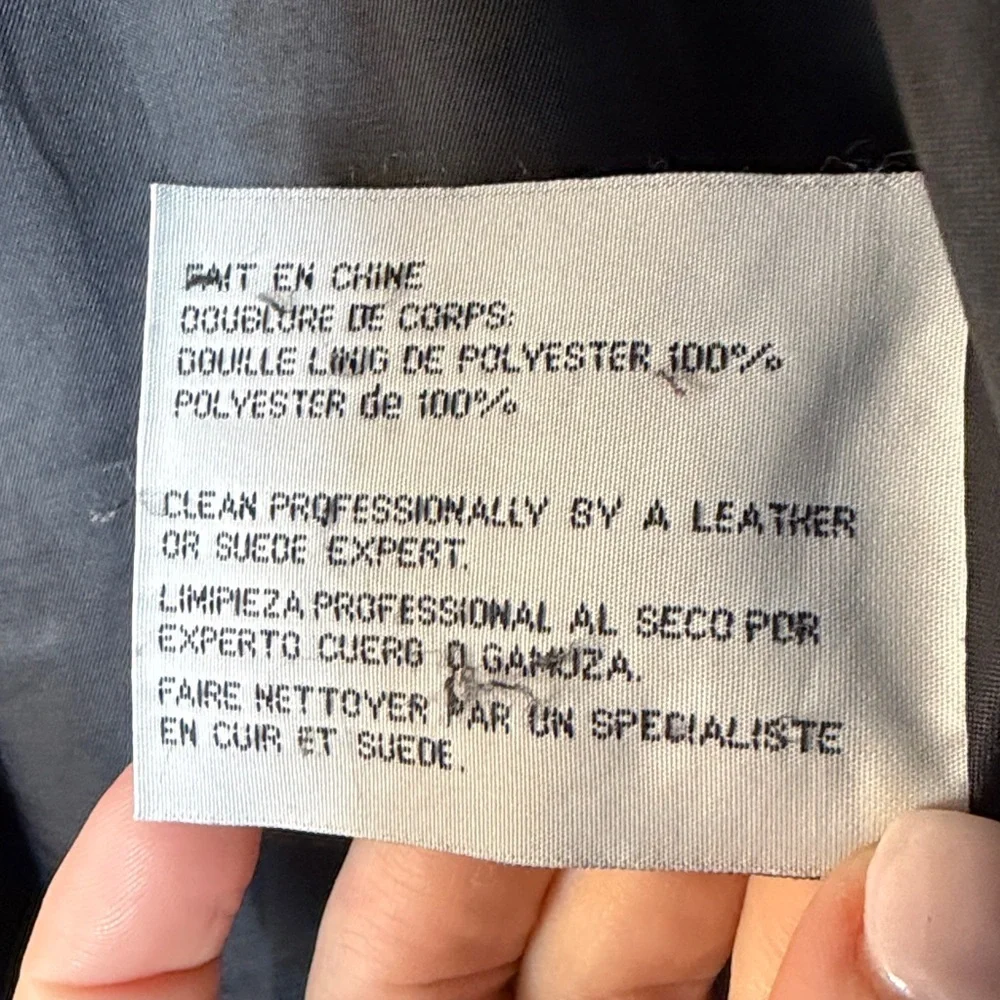 FAIT EN CHINE
DOUBLURE DE CORPS:
DOUILLE LINIG DE POLYESTER 100%
POLYESTER de 100%
CLEAN PROFESSIONALLY BY A LEATHER
OR SUEDE EXPERT.
LIMIPIEZA PROFESSIONAL AL SECO POR
EXPERTO CUERO O GAMUZA.
FAIRE NETTOYER PAR UN SPECIALISTE
EN CUIR ET SUEDE.